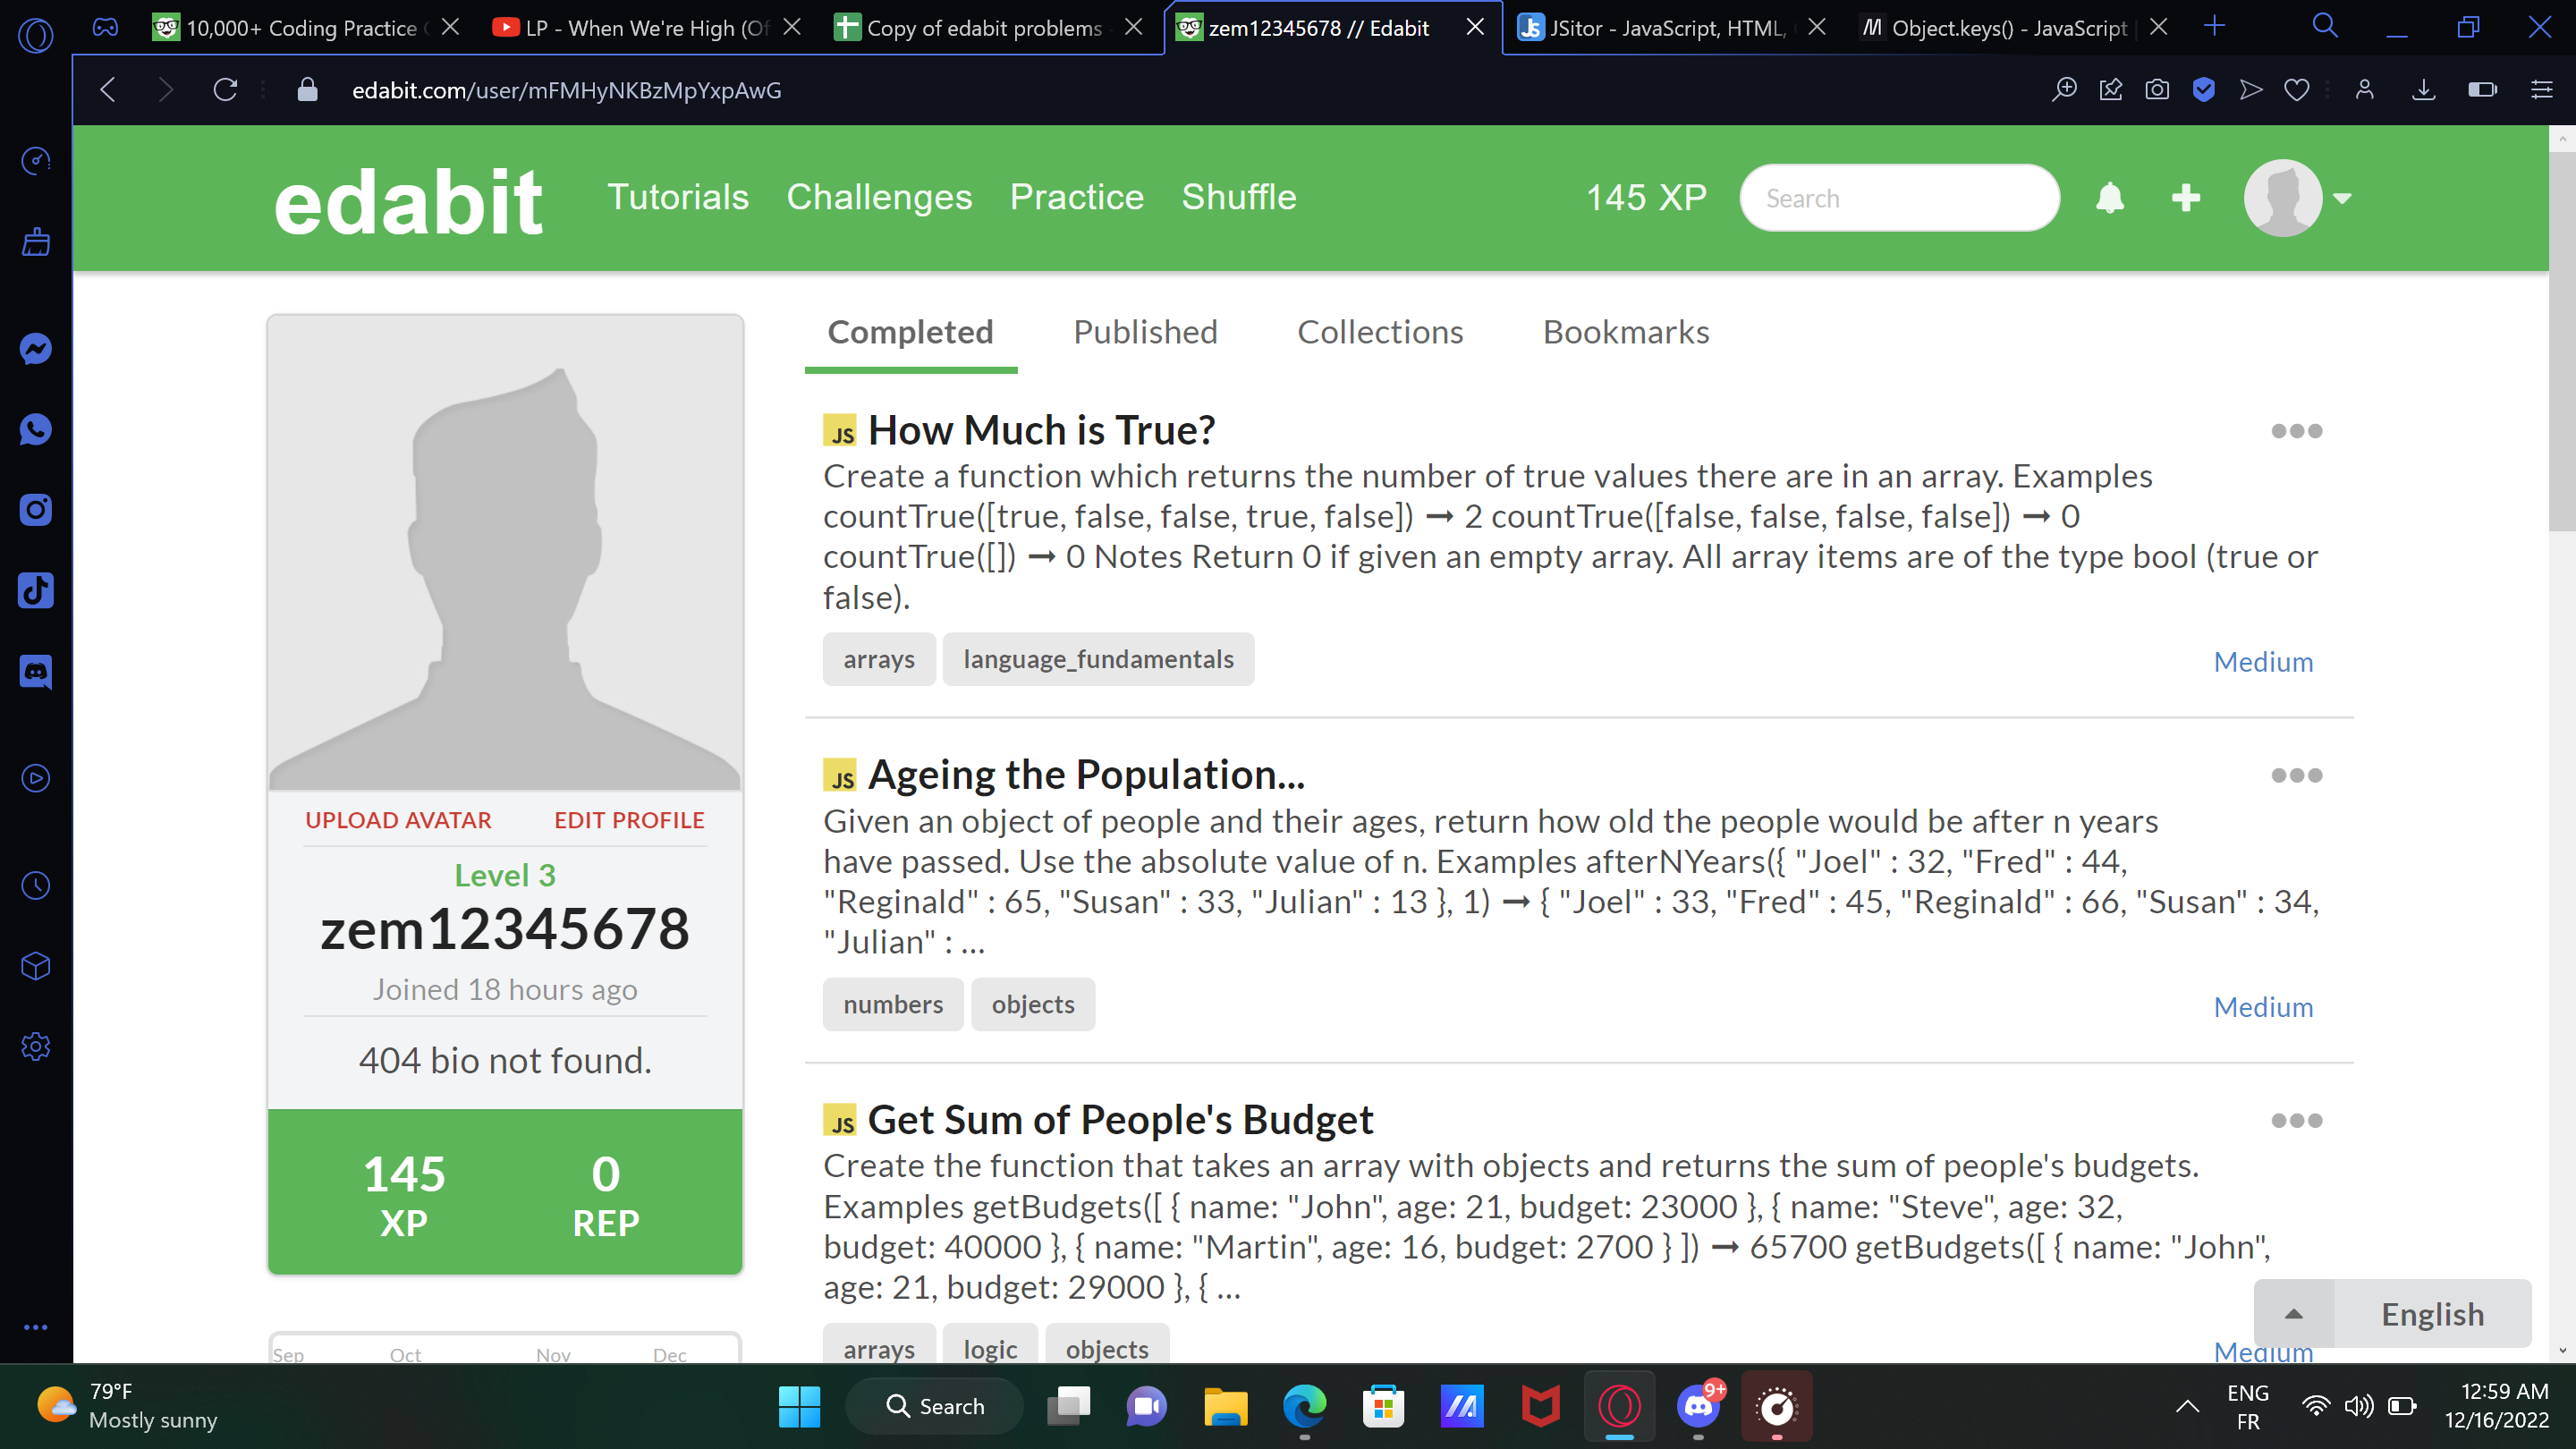 10,000+ Coding Practice
LP - When We're High (Of
Copy of edabit problems
zem12345678 // Edabit
JSitor - JavaScript, HTML,
Object.keys() - JavaScript |
edabit.com/user/mFMHyNKBzMpYxpAwG
edabit
Tutorials
Challenges
Practice
Shuffle
145 XP
Search
Completed
Published
Collections
Bookmarks
JS How Much is True?
Create a function which returns the number of true values there are in an array. Examples
countTrue([true, false, false, true, false]) ➞ 2 countTrue([false, false, false, false]) ➞ 0
countTrue([]) ➞ 0 Notes Return 0 if given an empty array. All array items are of the type bool (true or
false).
arrays
language_fundamentals
Medium
JS Ageing the Population...
Given an object of people and their ages, return how old the people would be after n years
have passed. Use the absolute value of n. Examples afterNYears({ "Joel" : 32, "Fred" : 44,
"Reginald" : 65, "Susan" : 33, "Julian" : 13 }, 1) ➞ { "Joel" : 33, "Fred" : 45, "Reginald" : 66, "Susan" : 34,
"Julian" : ...
numbers
objects
Medium
JS Get Sum of People's Budget
Create the function that takes an array with objects and returns the sum of people's budgets.
Examples getBudgets([ { name: "John", age: 21, budget: 23000 }, { name: "Steve", age: 32,
budget: 40000 }, { name: "Martin", age: 16, budget: 2700 } ]) ➞ 65700 getBudgets([ { name: "John",
age: 21, budget: 29000 }, { ...
arrays
logic
objects
Medium
UPLOAD AVATAR
EDIT PROFILE
Level 3
zem12345678
Joined 18 hours ago
404 bio not found.
145
XP
0
REP
Sep
Oct
Nov
Dec
English
79°F
Mostly sunny
Search
9+
ENG
FR
12:59 AM
12/16/2022